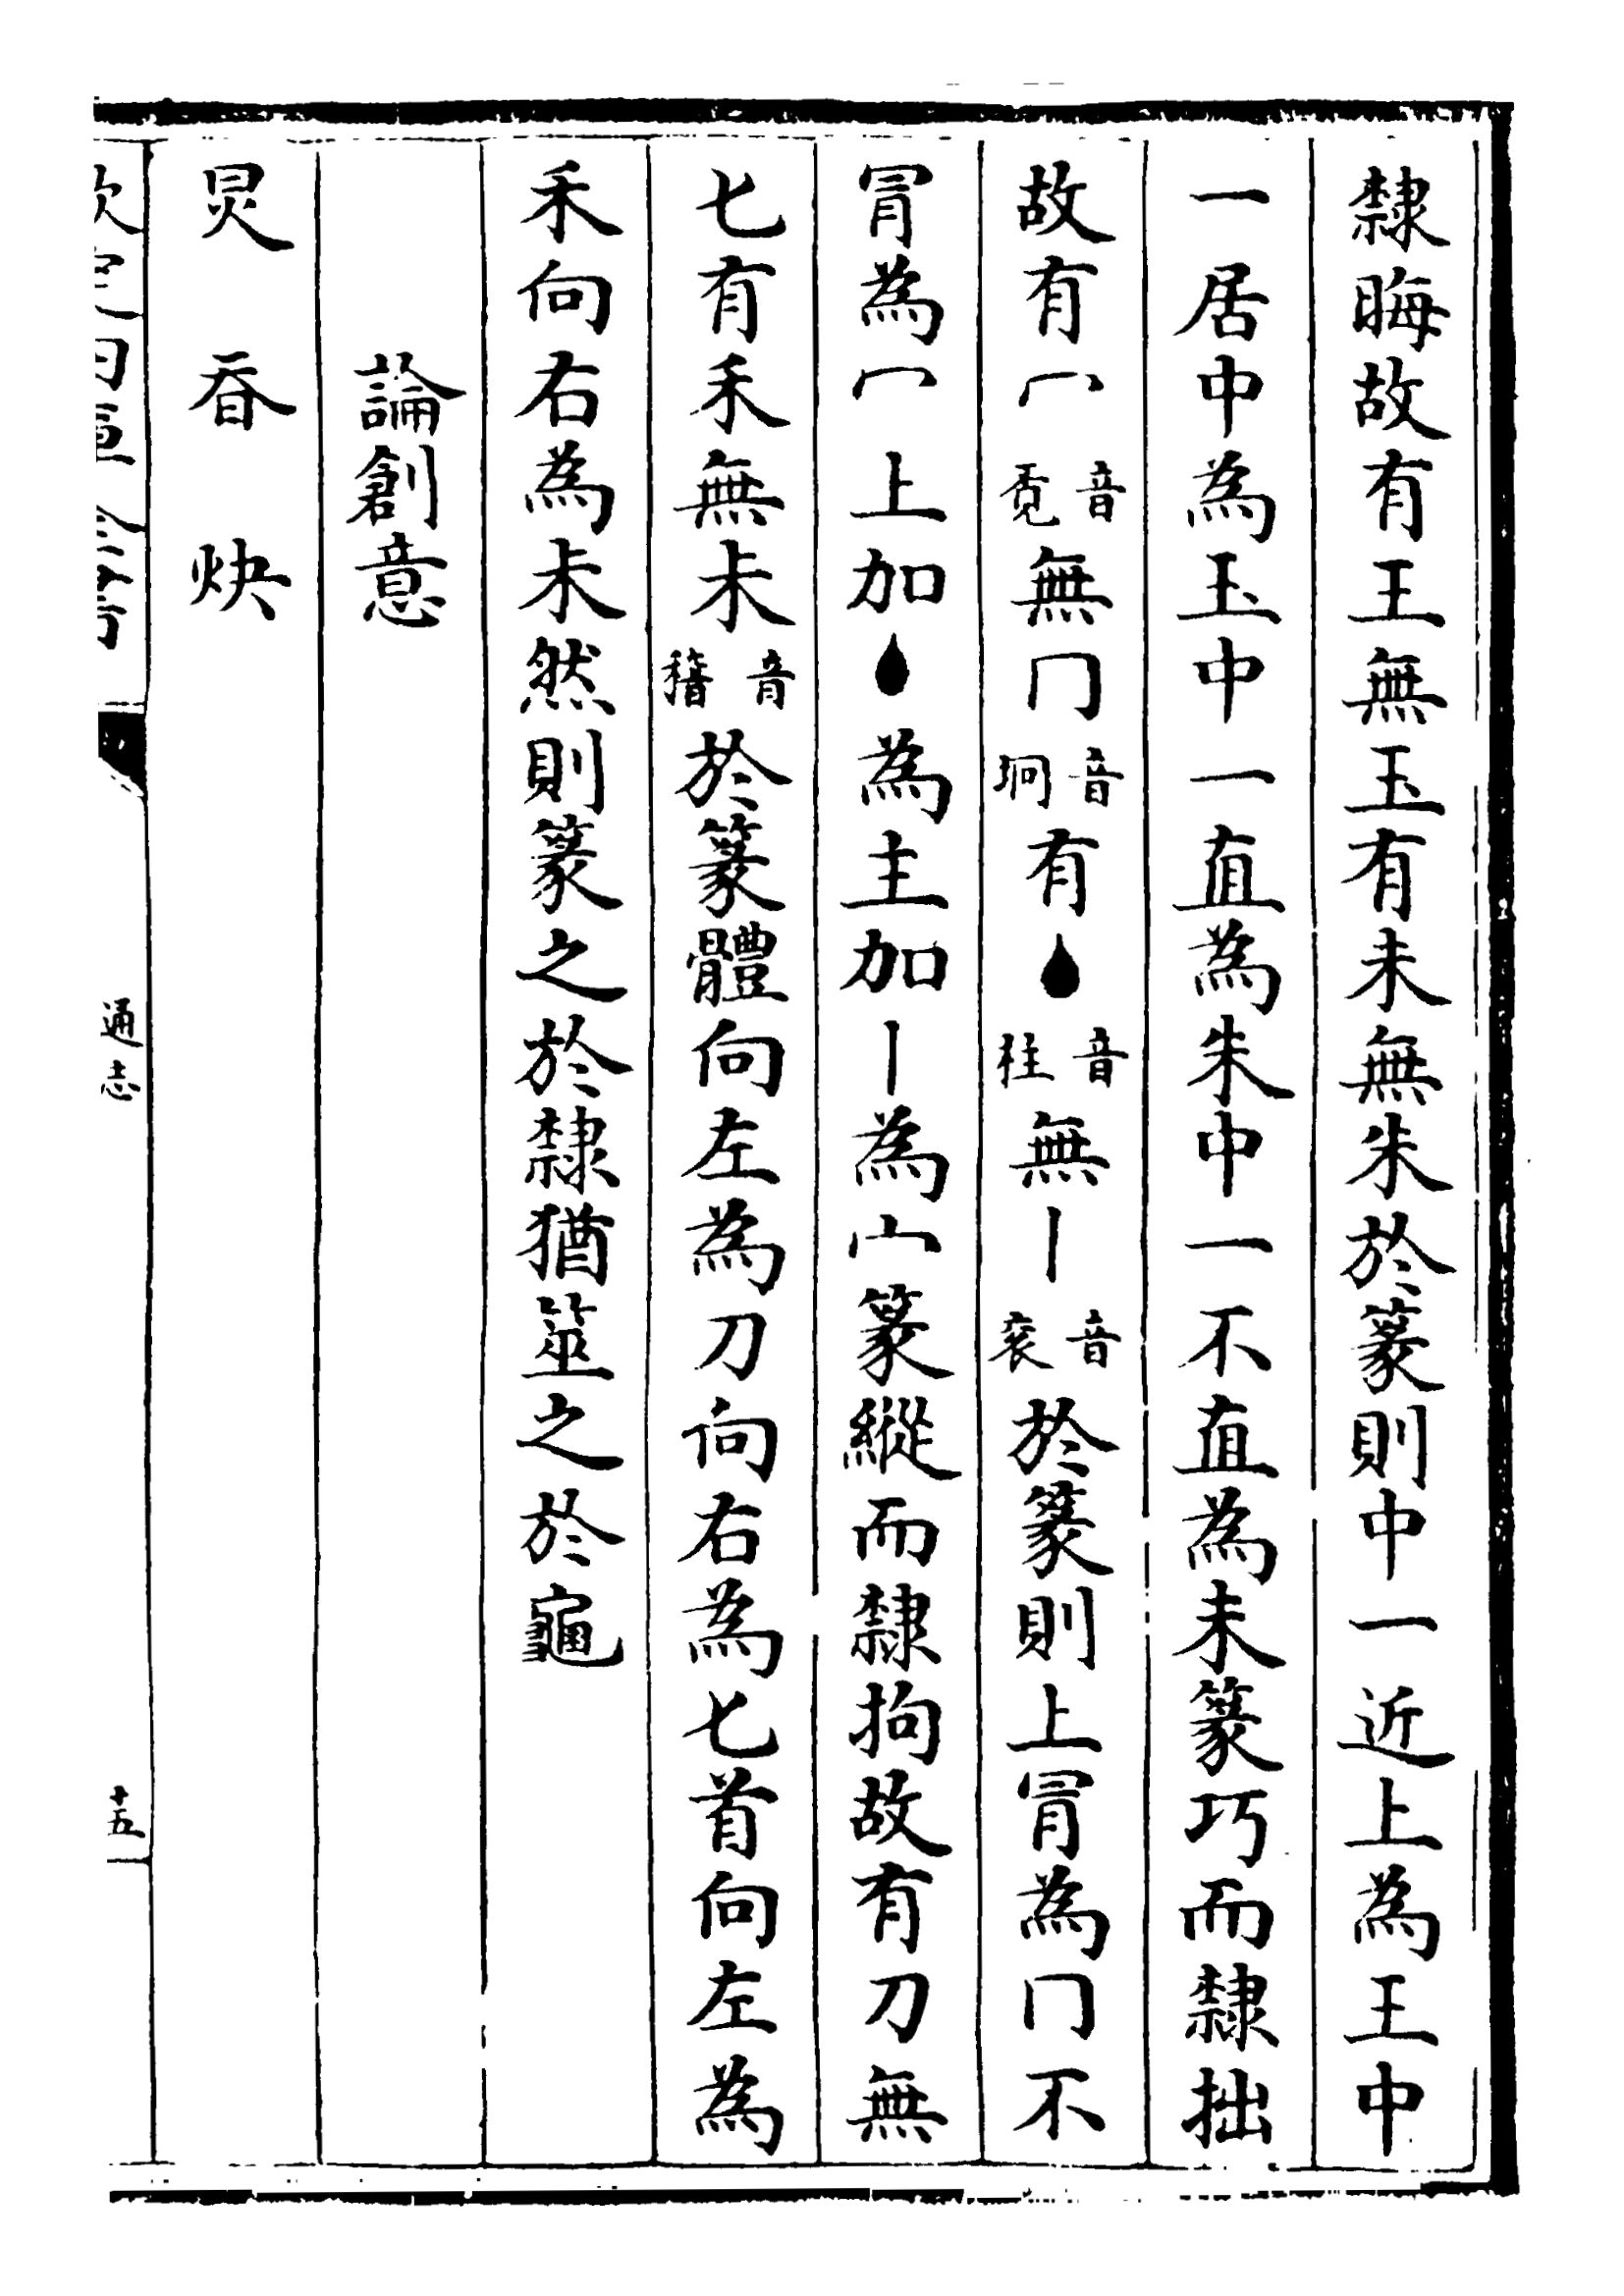 隸晦故有王無玉有未無朱於篆則中一近上為王中
一居中為玉中一直為朱中一不直為未篆巧而隸拙
故有冖音覔無冂音坰有丶音柱無丨音衮於篆則上冐為冂不
冐為冖上加丶為主加丨為𠆢篆縱而隸拘故有刀無
匕有禾無𥝌音稽於篆體向左為刀向右為匕首向左為
禾向右為𥝌然則篆之於隸猶筮之於龜
論創意
炅 昋 炔
欽定四庫全書
通志
十五